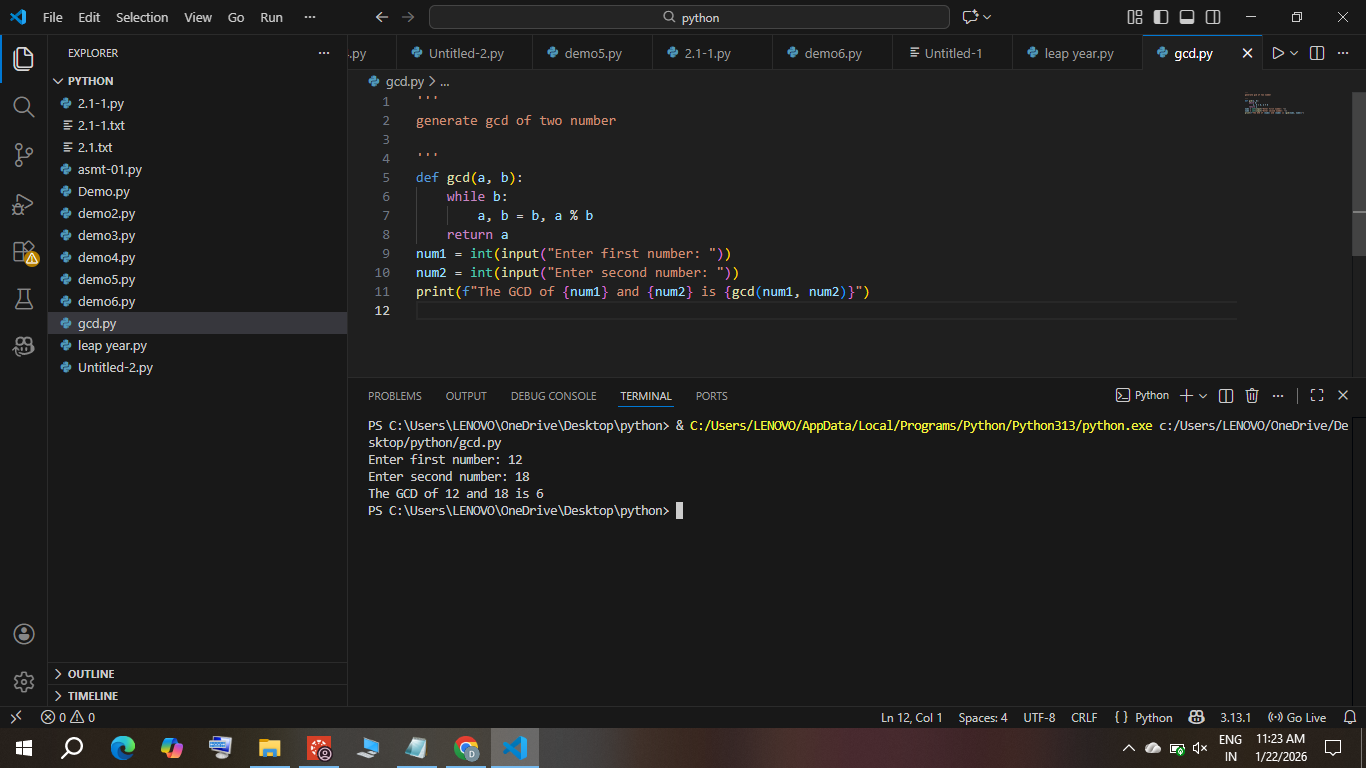 File Edit Selection View Go Run ···
python
EXPLORER ···
PYTHON
2.1-1.py
2.1-1.txt
2.1.txt
asmt-01.py
Demo.py
demo2.py
demo3.py
demo4.py
demo5.py
demo6.py
gcd.py
leap year.py
Untitled-2.py
OUTLINE
TIMELINE
.py Untitled-2.py demo5.py 2.1-1.py demo6.py Untitled-1 leap year.py gcd.py
gcd.py > ...
1 '''
2 generate gcd of two number
3
4 '''
5 def gcd(a, b):
6 while b:
7 a, b = b, a % b
8 return a
9 num1 = int(input("Enter first number: "))
10 num2 = int(input("Enter second number: "))
11 print(f"The GCD of {num1} and {num2} is {gcd(num1, num2)}")
12
PROBLEMS OUTPUT DEBUG CONSOLE TERMINAL PORTS
Python
PS C:\Users\LENOVO\OneDrive\Desktop\python> & C:/Users/LENOVO/AppData/Local/Programs/Python/Python313/python.exe c:/Users/LENOVO/OneDrive/De
sktop/python/gcd.py
Enter first number: 12
Enter second number: 18
The GCD of 12 and 18 is 6
PS C:\Users\LENOVO\OneDrive\Desktop\python>
0 0
Ln 12, Col 1 Spaces: 4 UTF-8 CRLF { } Python 3.13.1 Go Live
ENG
IN
11:23 AM
1/22/2026